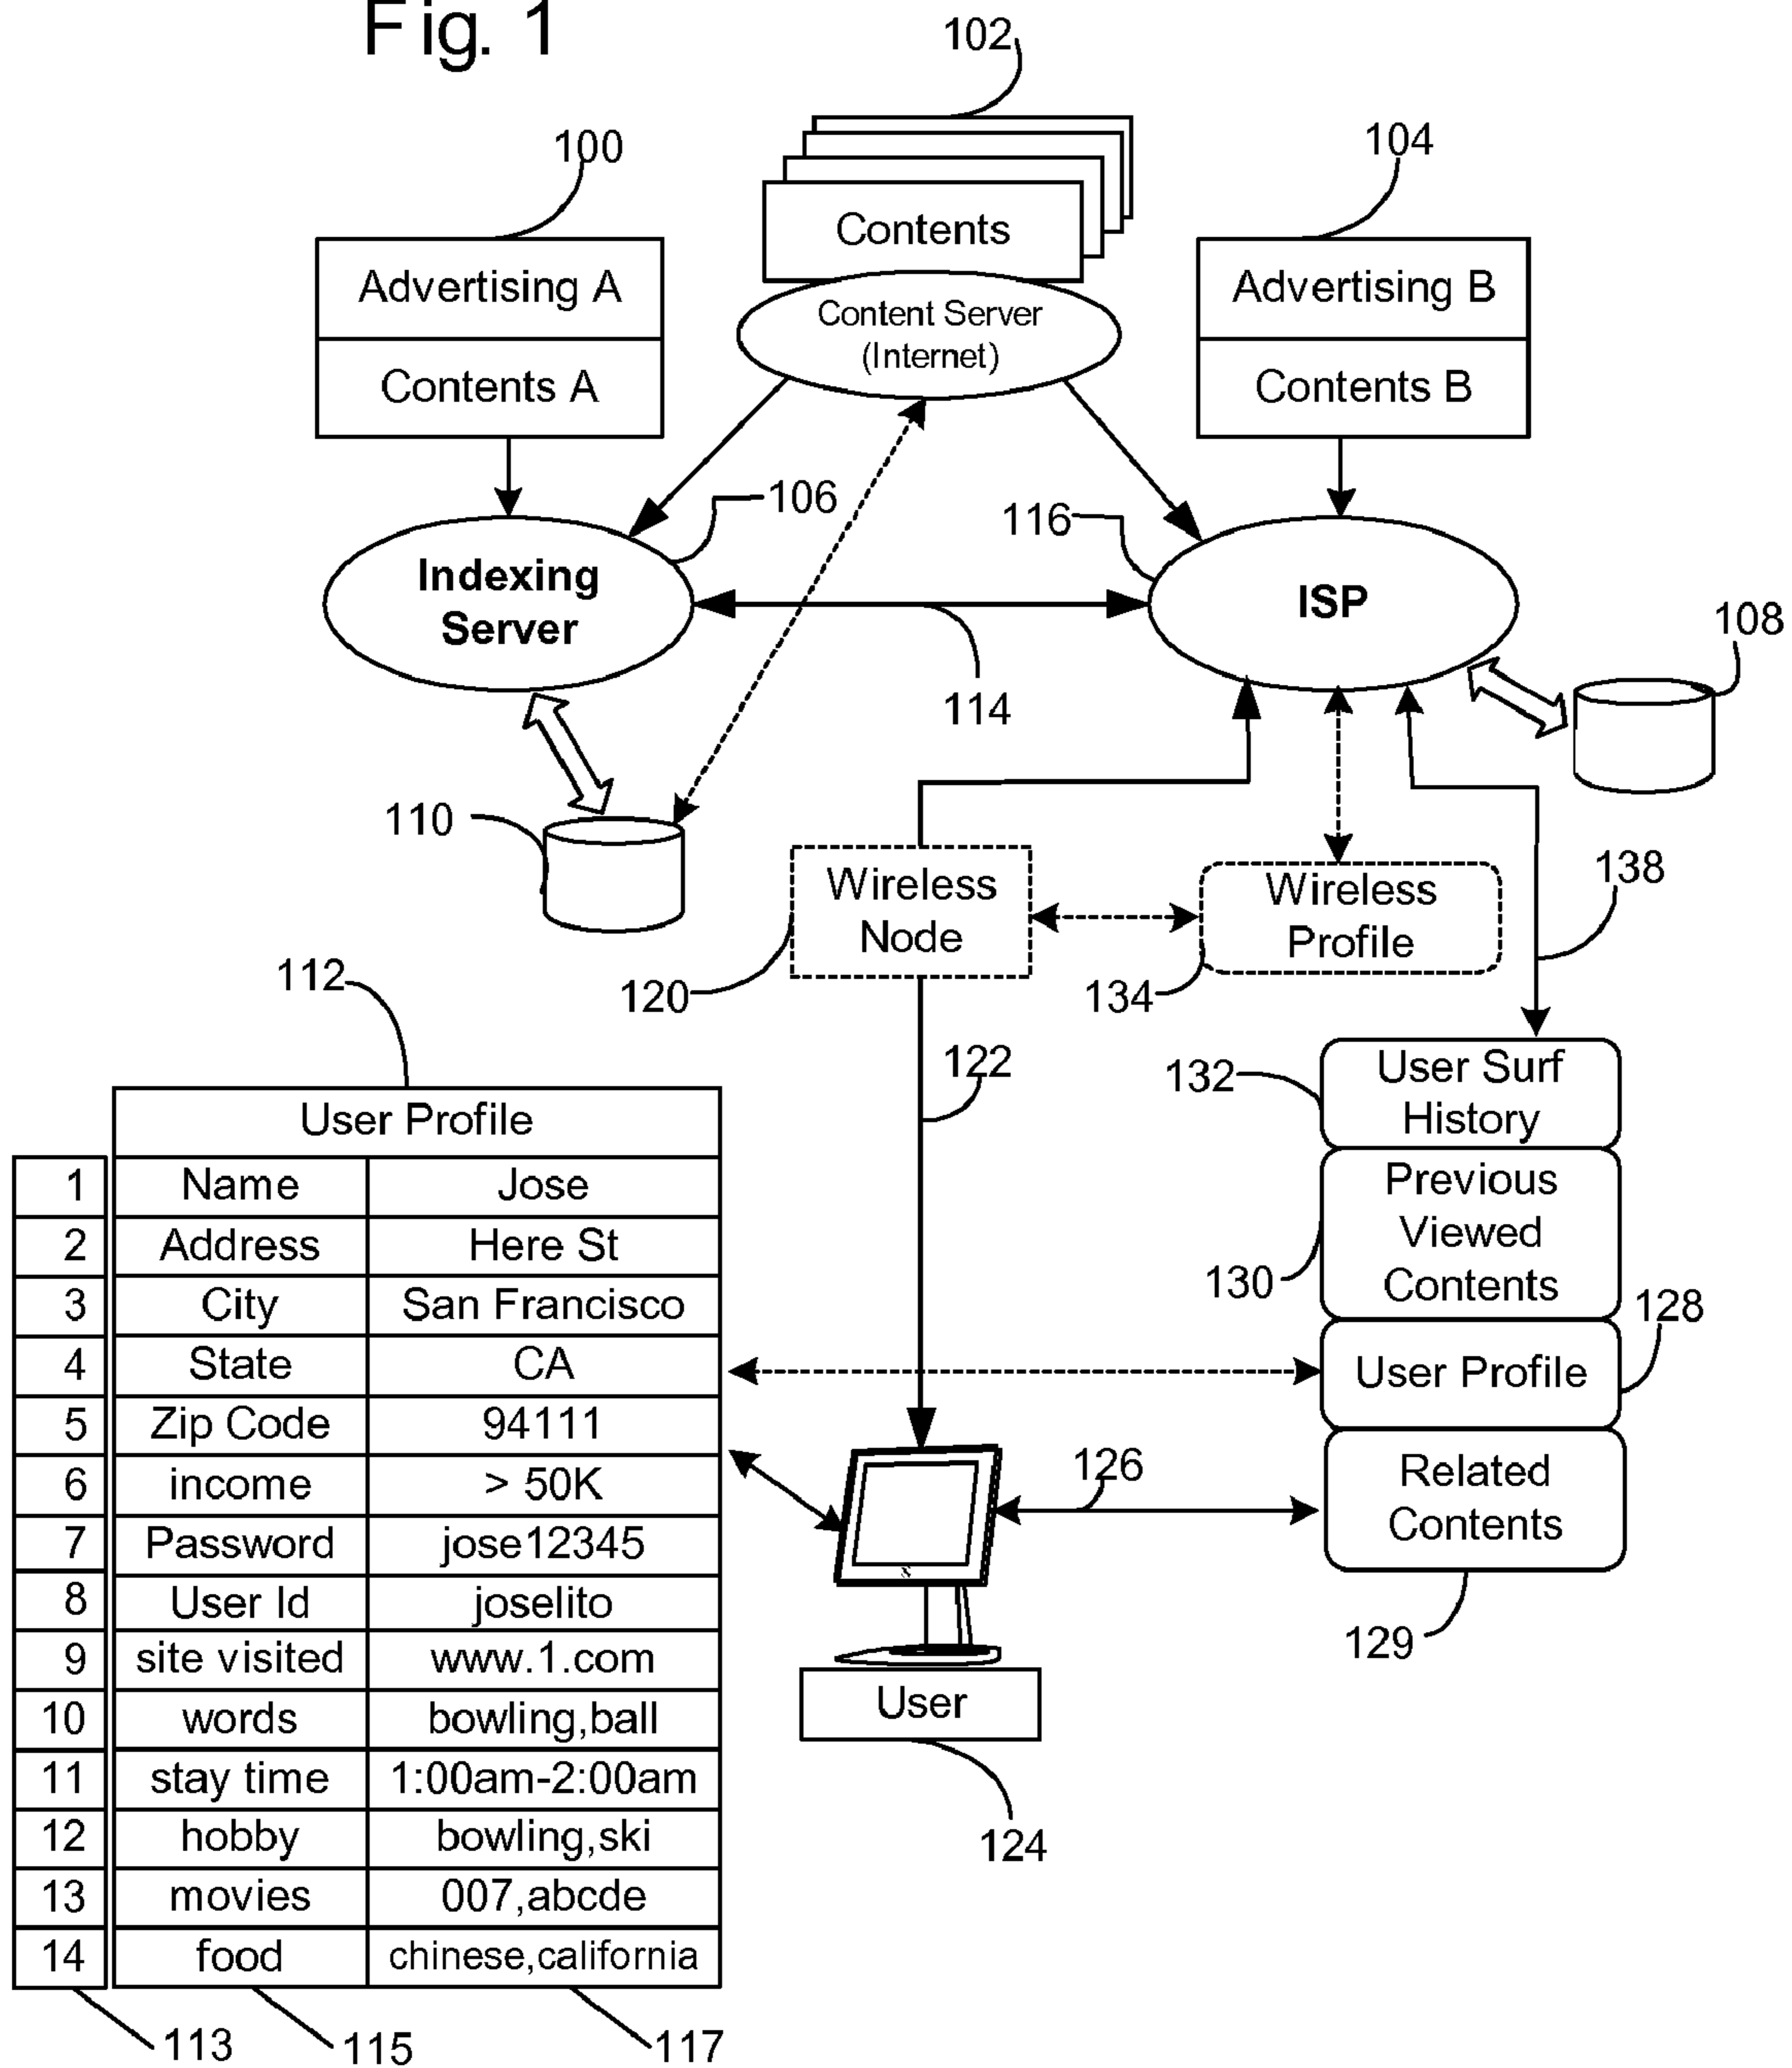 Fig. 1
102
100
104
Contents
Advertising A
Advertising B
Content Server
(Internet)
Contents A
Contents B
106
116
Indexing
Server
ISP
108
114
110
138
Wireless
Node
Wireless
Profile
112
120
134
122
132
User Surf
History
User Profile
1 Name Jose
Previous
Viewed
Contents
2 Address Here St
130
3 City San Francisco
128
4 State CA
User Profile
5 Zip Code 94111
126
6 income > 50K
Related
Contents
7 Password jose12345
8 User Id joselito
129
9 site visited www.1.com
User
10 words bowling,ball
11 stay time 1:00am-2:00am
12 hobby bowling,ski
124
13 movies 007,abcde
14 food chinese,california
113
115
117